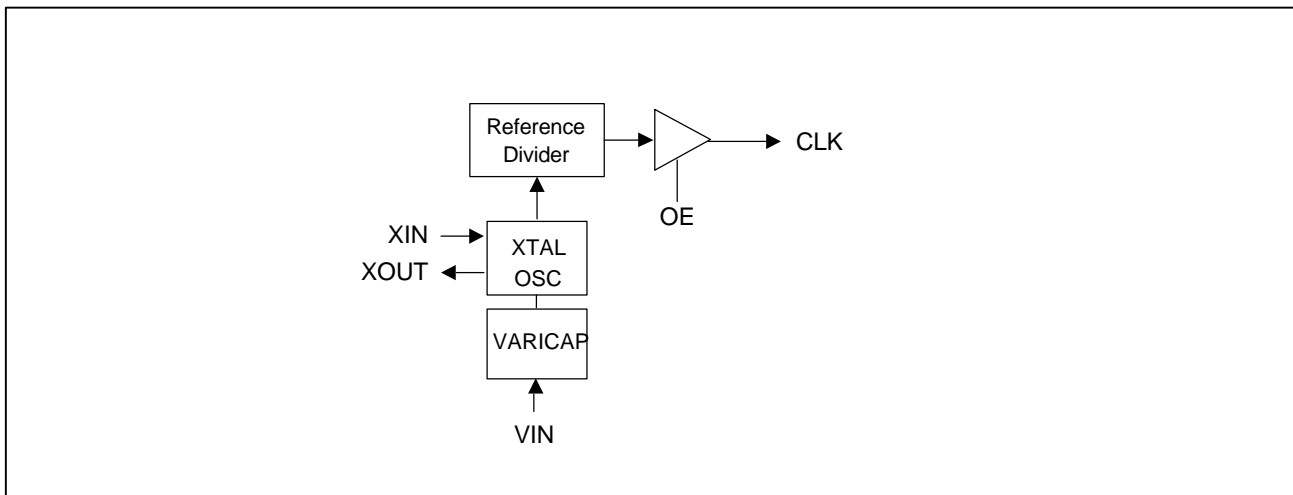 Reference
Divider
CLK
OE
XIN
XTAL
XOUT
OSC
VARICAP
VIN